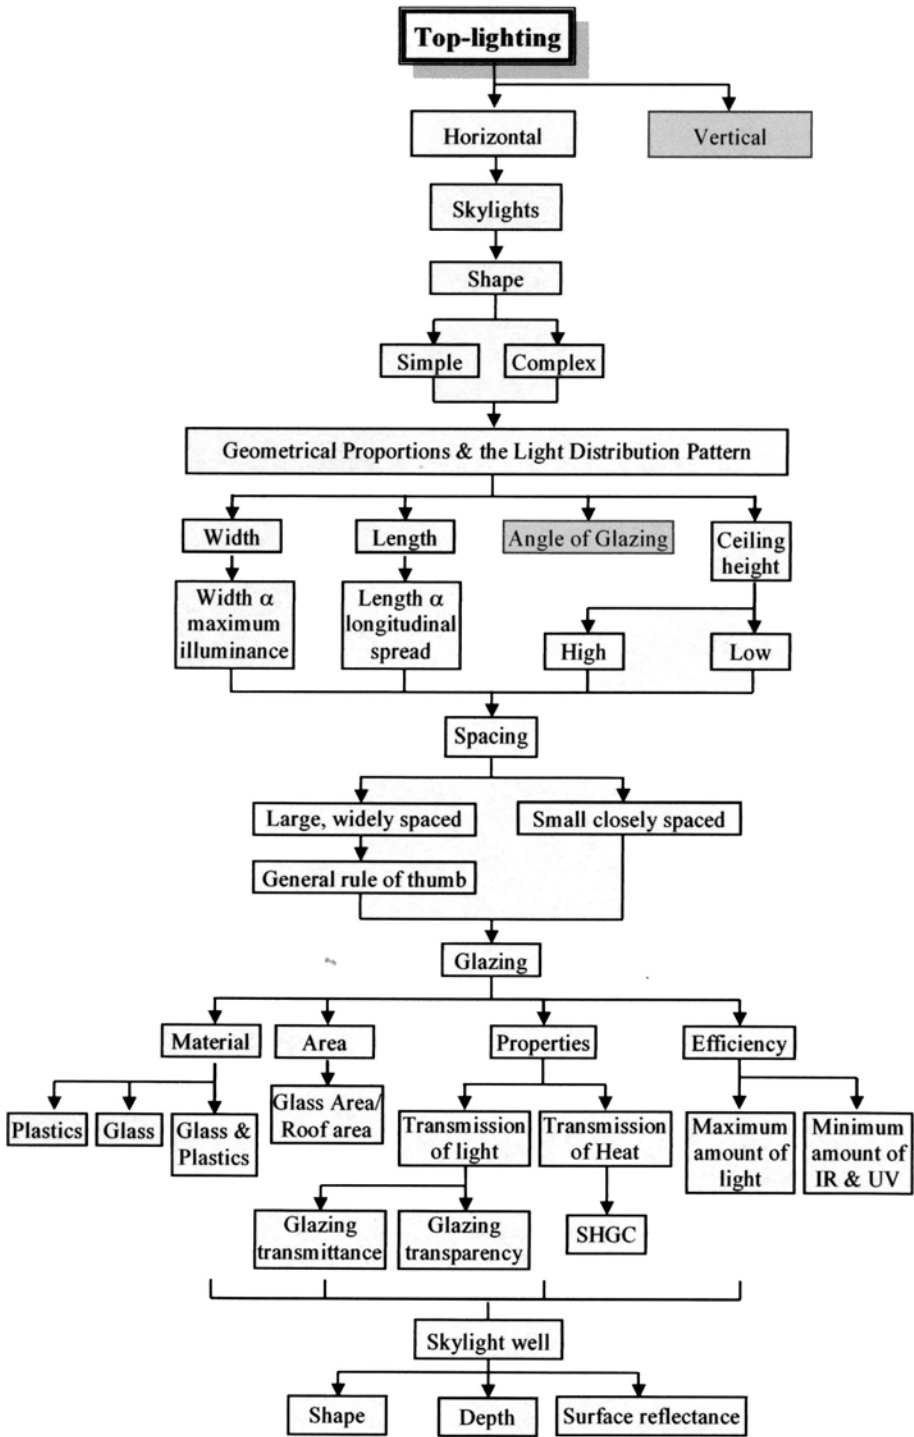 Top-lighting
Horizontal
Vertical
Skylights
Shape
Simple
Complex
Geometrical Proportions & the Light Distribution Pattern
Width
Length
Angle of Glazing
Ceiling
height
Width α
maximum
illuminance
Length α
longitudinal
spread
High
Low
Spacing
Large, widely spaced
Small closely spaced
General rule of thumb
Glazing
Material
Area
Properties
Efficiency
Plastics
Glass
Glass &
Plastics
Glass Area/
Roof area
Transmission
of light
Transmission
of Heat
Maximum
amount of
light
Minimum
amount of
IR & UV
Glazing
transmittance
Glazing
transparency
SHGC
Skylight well
Shape
Depth
Surface reflectance